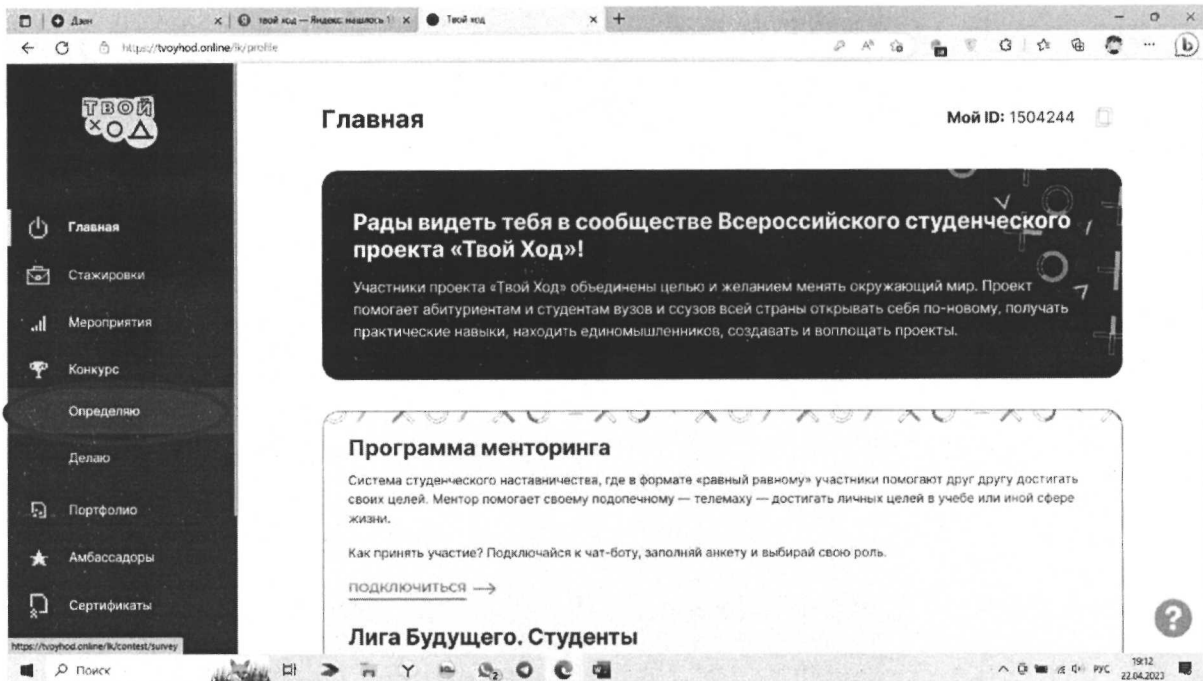 Дзен
твой ход — Яндекс: нашлось 1
Твой ход
https://tvoyhod.online/lk/profile
ТВОЙ
ХОД
Главная
Мой ID: 1504244
Рады видеть тебя в сообществе Всероссийского студенческого
проекта «Твой Ход»!
Участники проекта «Твой Ход» объединены целью и желанием менять окружающий мир. Проект
помогает абитуриентам и студентам вузов и ссузов всей страны открывать себя по-новому, получать
практические навыки, находить единомышленников, создавать и воплощать проекты.
Главная
Стажировки
Мероприятия
Конкурс
Определяю
Делаю
Портфолио
Амбассадоры
Сертификаты
Программа менторинга
Система студенческого наставничества, где в формате «равный равному» участники помогают друг другу достигать
своих целей. Ментор помогает своему подопечному — телемаху — достигать личных целей в учебе или иной сфере
жизни.
Как принять участие? Подключайся к чат-боту, заполняй анкету и выбирай свою роль.
ПОДКЛЮЧИТЬСЯ →
Лига Будущего. Студенты
?
https://tvoyhod.online/lk/contest/survey
Поиск
РУС
19:12
22.04.2023